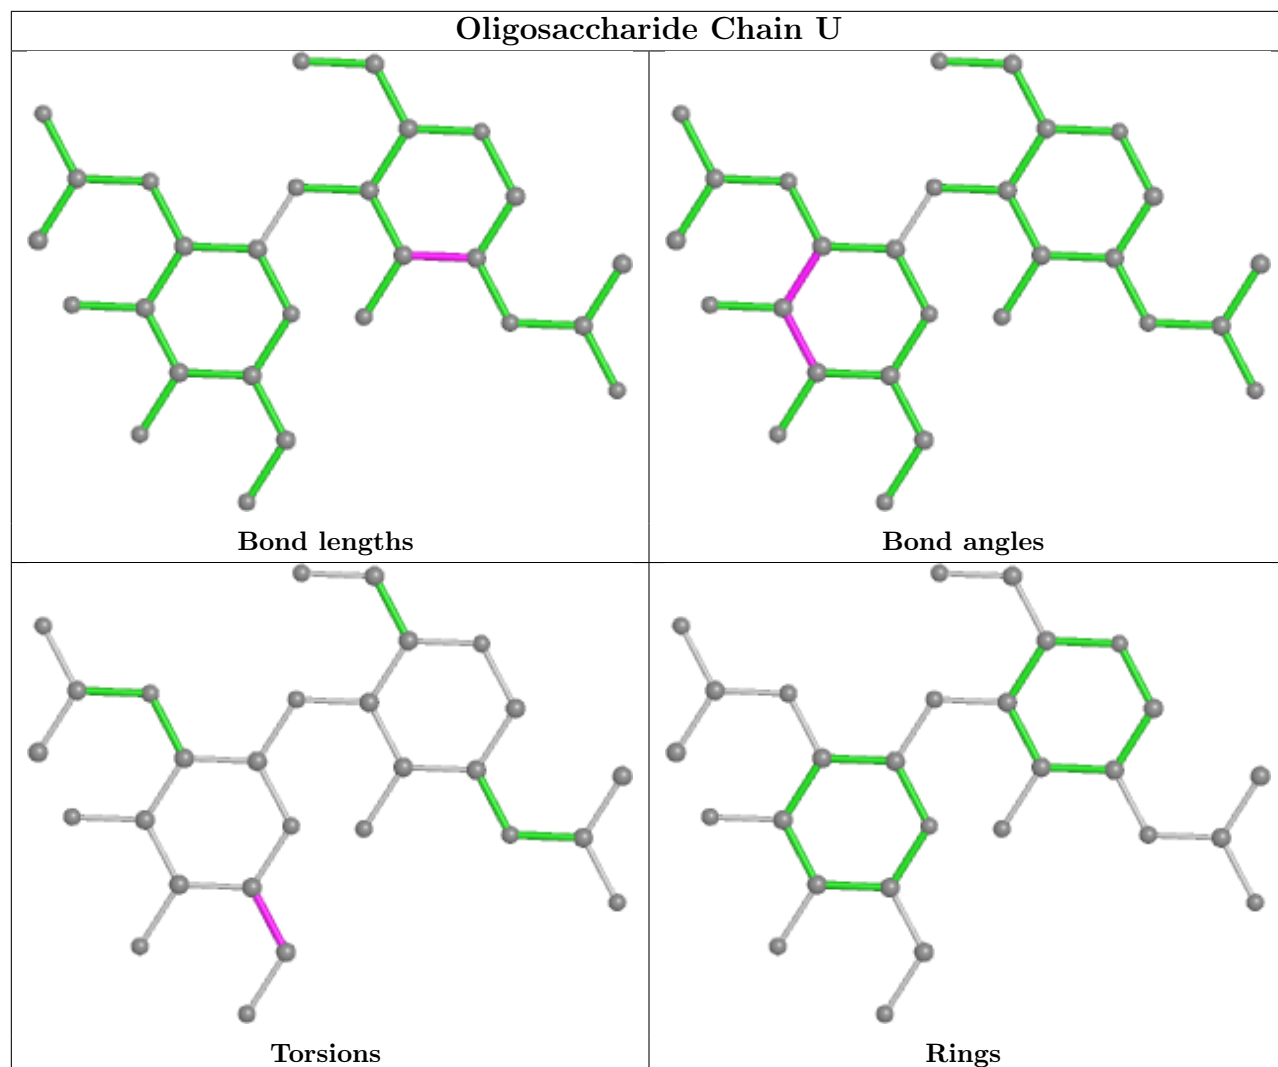 Oligosaccharide Chain U
Bond lengths
Bond angles
Torsions
Rings